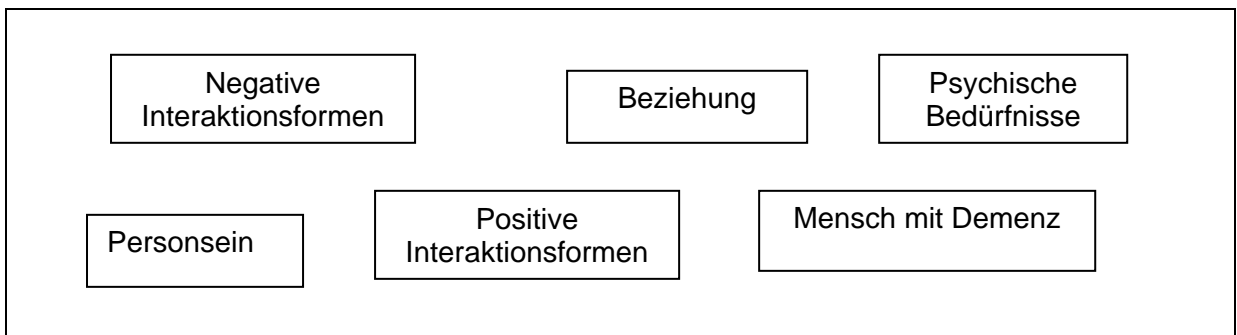 Negative
Interaktionsformen
Beziehung
Psychische
Bedürfnisse
Personsein
Positive
Interaktionsformen
Mensch mit Demenz